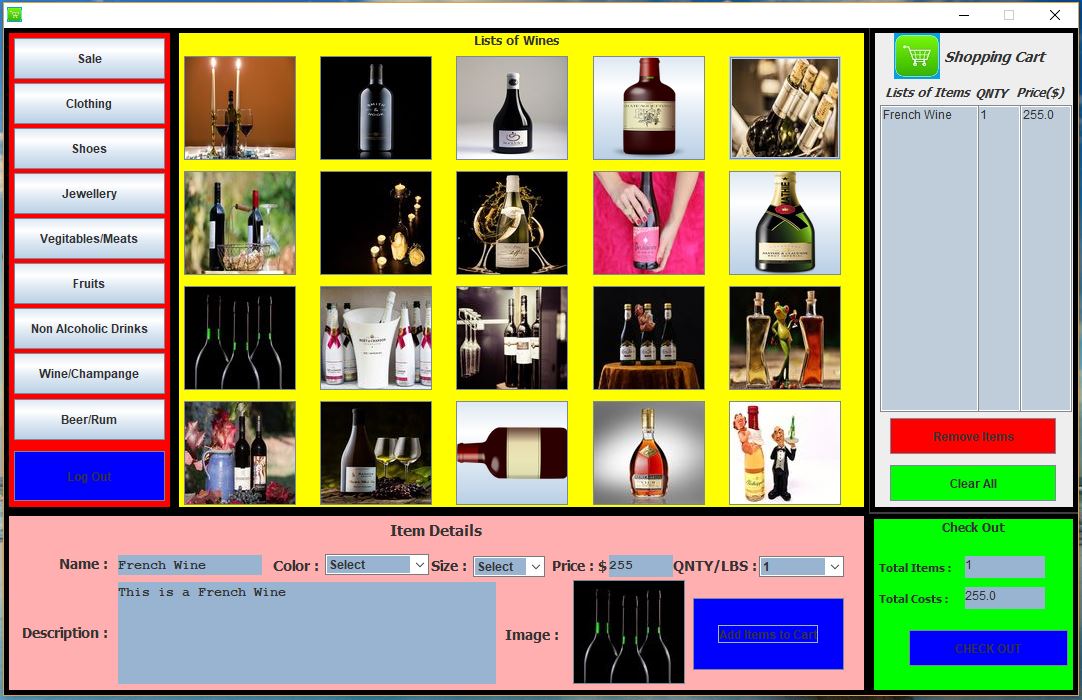 Sale
Clothing
Shoes
Jewellery
Vegitables/Meats
Fruits
Non Alcoholic Drinks
Wine/Champange
Beer/Rum
Log Out
Lists of Wines
Shopping Cart
Lists of Items QNTY Price($)
French Wine 1 255.0
Remove Items
Clear All
Item Details
Name : French Wine Color : Select Size : Select Price : $ 255 QNTY/LBS : 1
Description : This is a French Wine
Image :
Add Items to Cart
Check Out
Total Items : 1
Total Costs : 255.0
CHECK OUT